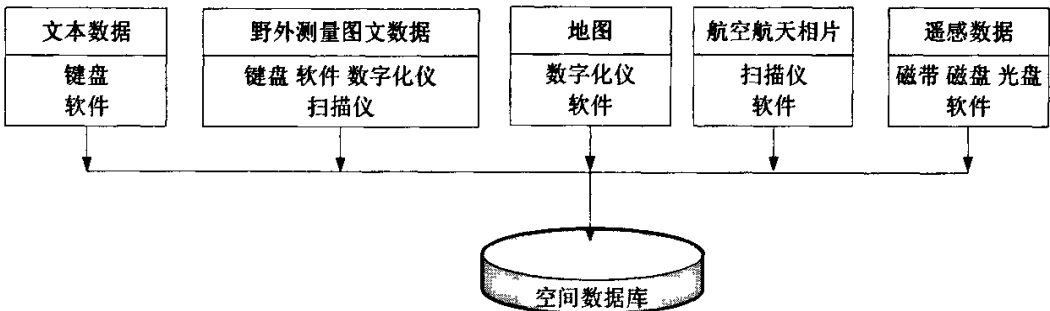 文本数据
键盘
软件
野外测量图文数据
键盘 软件 数字化仪
扫描仪
地图
数字化仪
软件
航空航天相片
扫描仪
软件
遥感数据
磁带 磁盘 光盘
软件
空间数据库